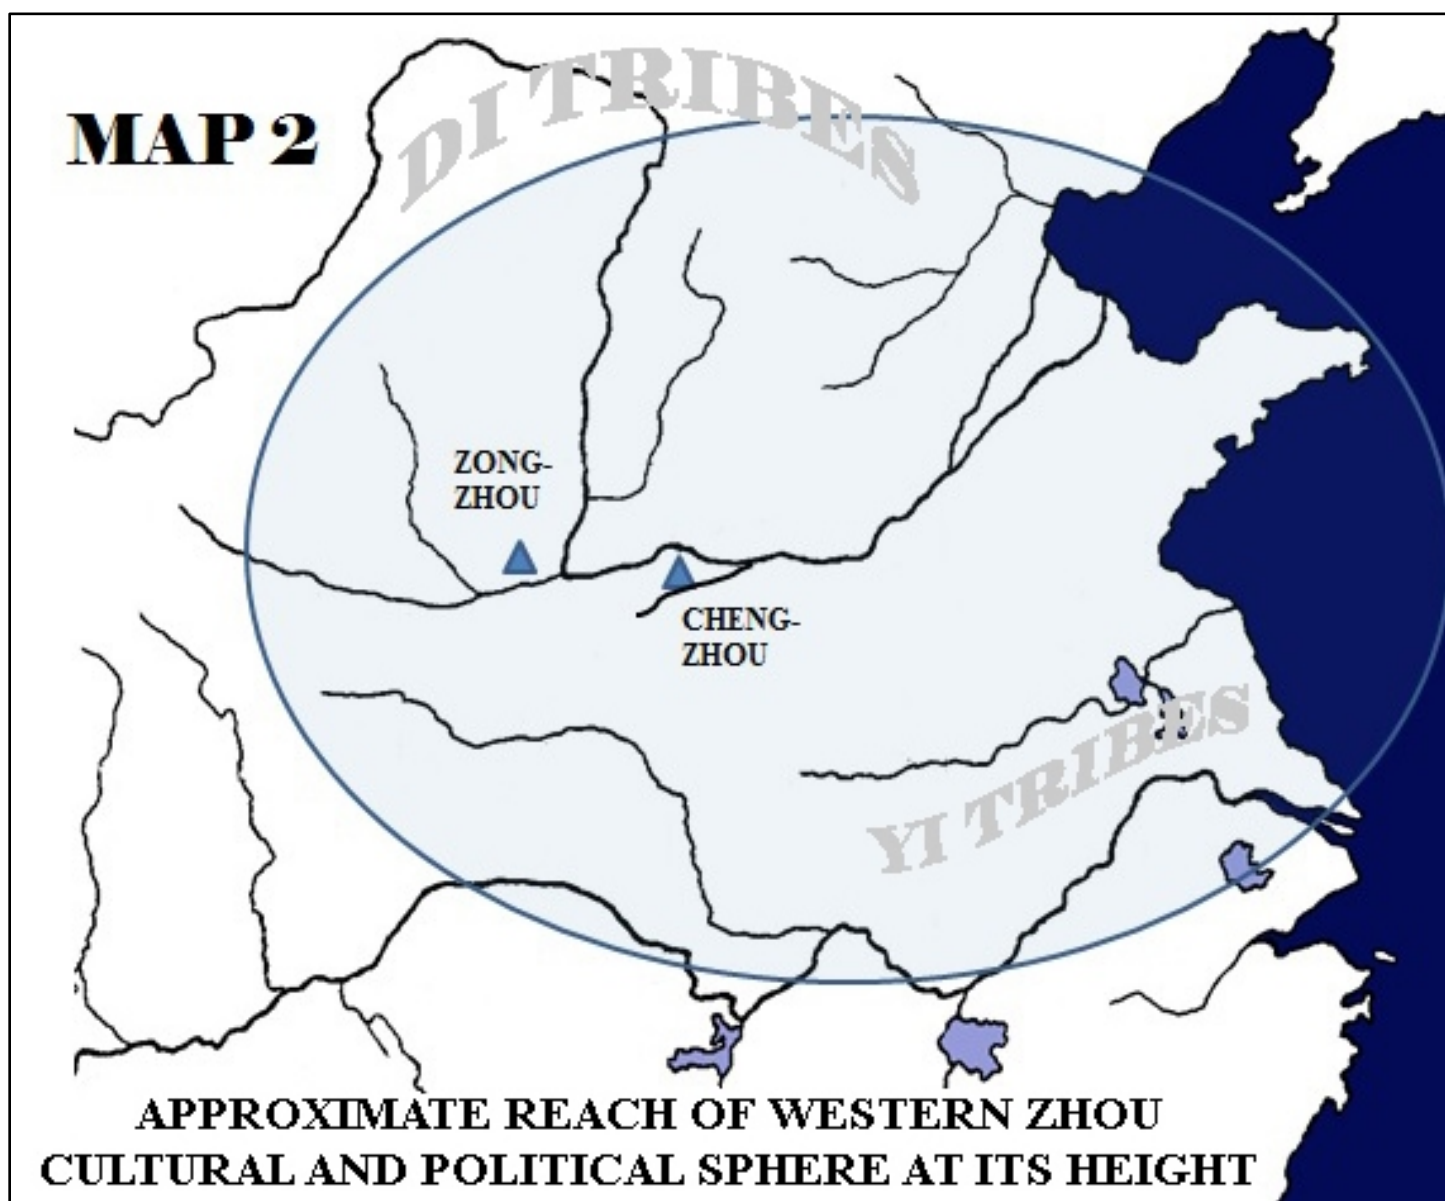 DI TRIBES
MAP 2
ZONG-
ZHOU
CHENG-
ZHOU
YI TRIBES
APPROXIMATE REACH OF WESTERN ZHOU
CULTURAL AND POLITICAL SPHERE AT ITS HEIGHT